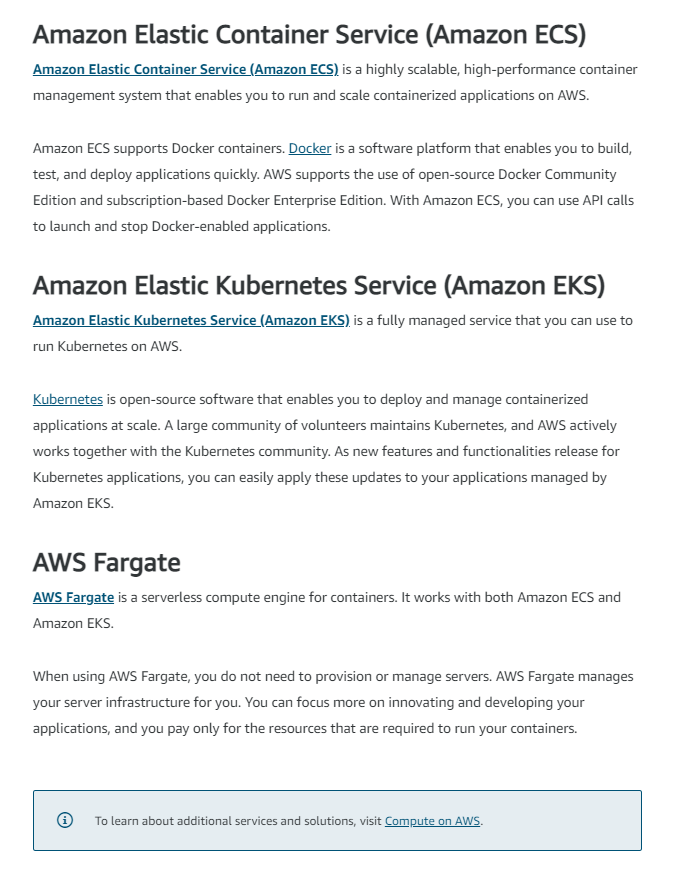 Amazon Elastic Container Service (Amazon ECS)
Amazon Elastic Container Service (Amazon ECS) is a highly scalable, high-performance container
management system that enables you to run and scale containerized applications on AWS.
Amazon ECS supports Docker containers. Docker is a software platform that enables you to build,
test, and deploy applications quickly. AWS supports the use of open-source Docker Community
Edition and subscription-based Docker Enterprise Edition. With Amazon ECS, you can use API calls
to launch and stop Docker-enabled applications.
Amazon Elastic Kubernetes Service (Amazon EKS)
Amazon Elastic Kubernetes Service (Amazon EKS) is a fully managed service that you can use to
run Kubernetes on AWS.
Kubernetes is open-source software that enables you to deploy and manage containerized
applications at scale. A large community of volunteers maintains Kubernetes, and AWS actively
works together with the Kubernetes community. As new features and functionalities release for
Kubernetes applications, you can easily apply these updates to your applications managed by
Amazon EKS.
AWS Fargate
AWS Fargate is a serverless compute engine for containers. It works with both Amazon ECS and
Amazon EKS.
When using AWS Fargate, you do not need to provision or manage servers. AWS Fargate manages
your server infrastructure for you. You can focus more on innovating and developing your
applications, and you pay only for the resources that are required to run your containers.
To learn about additional services and solutions, visit Compute on AWS.